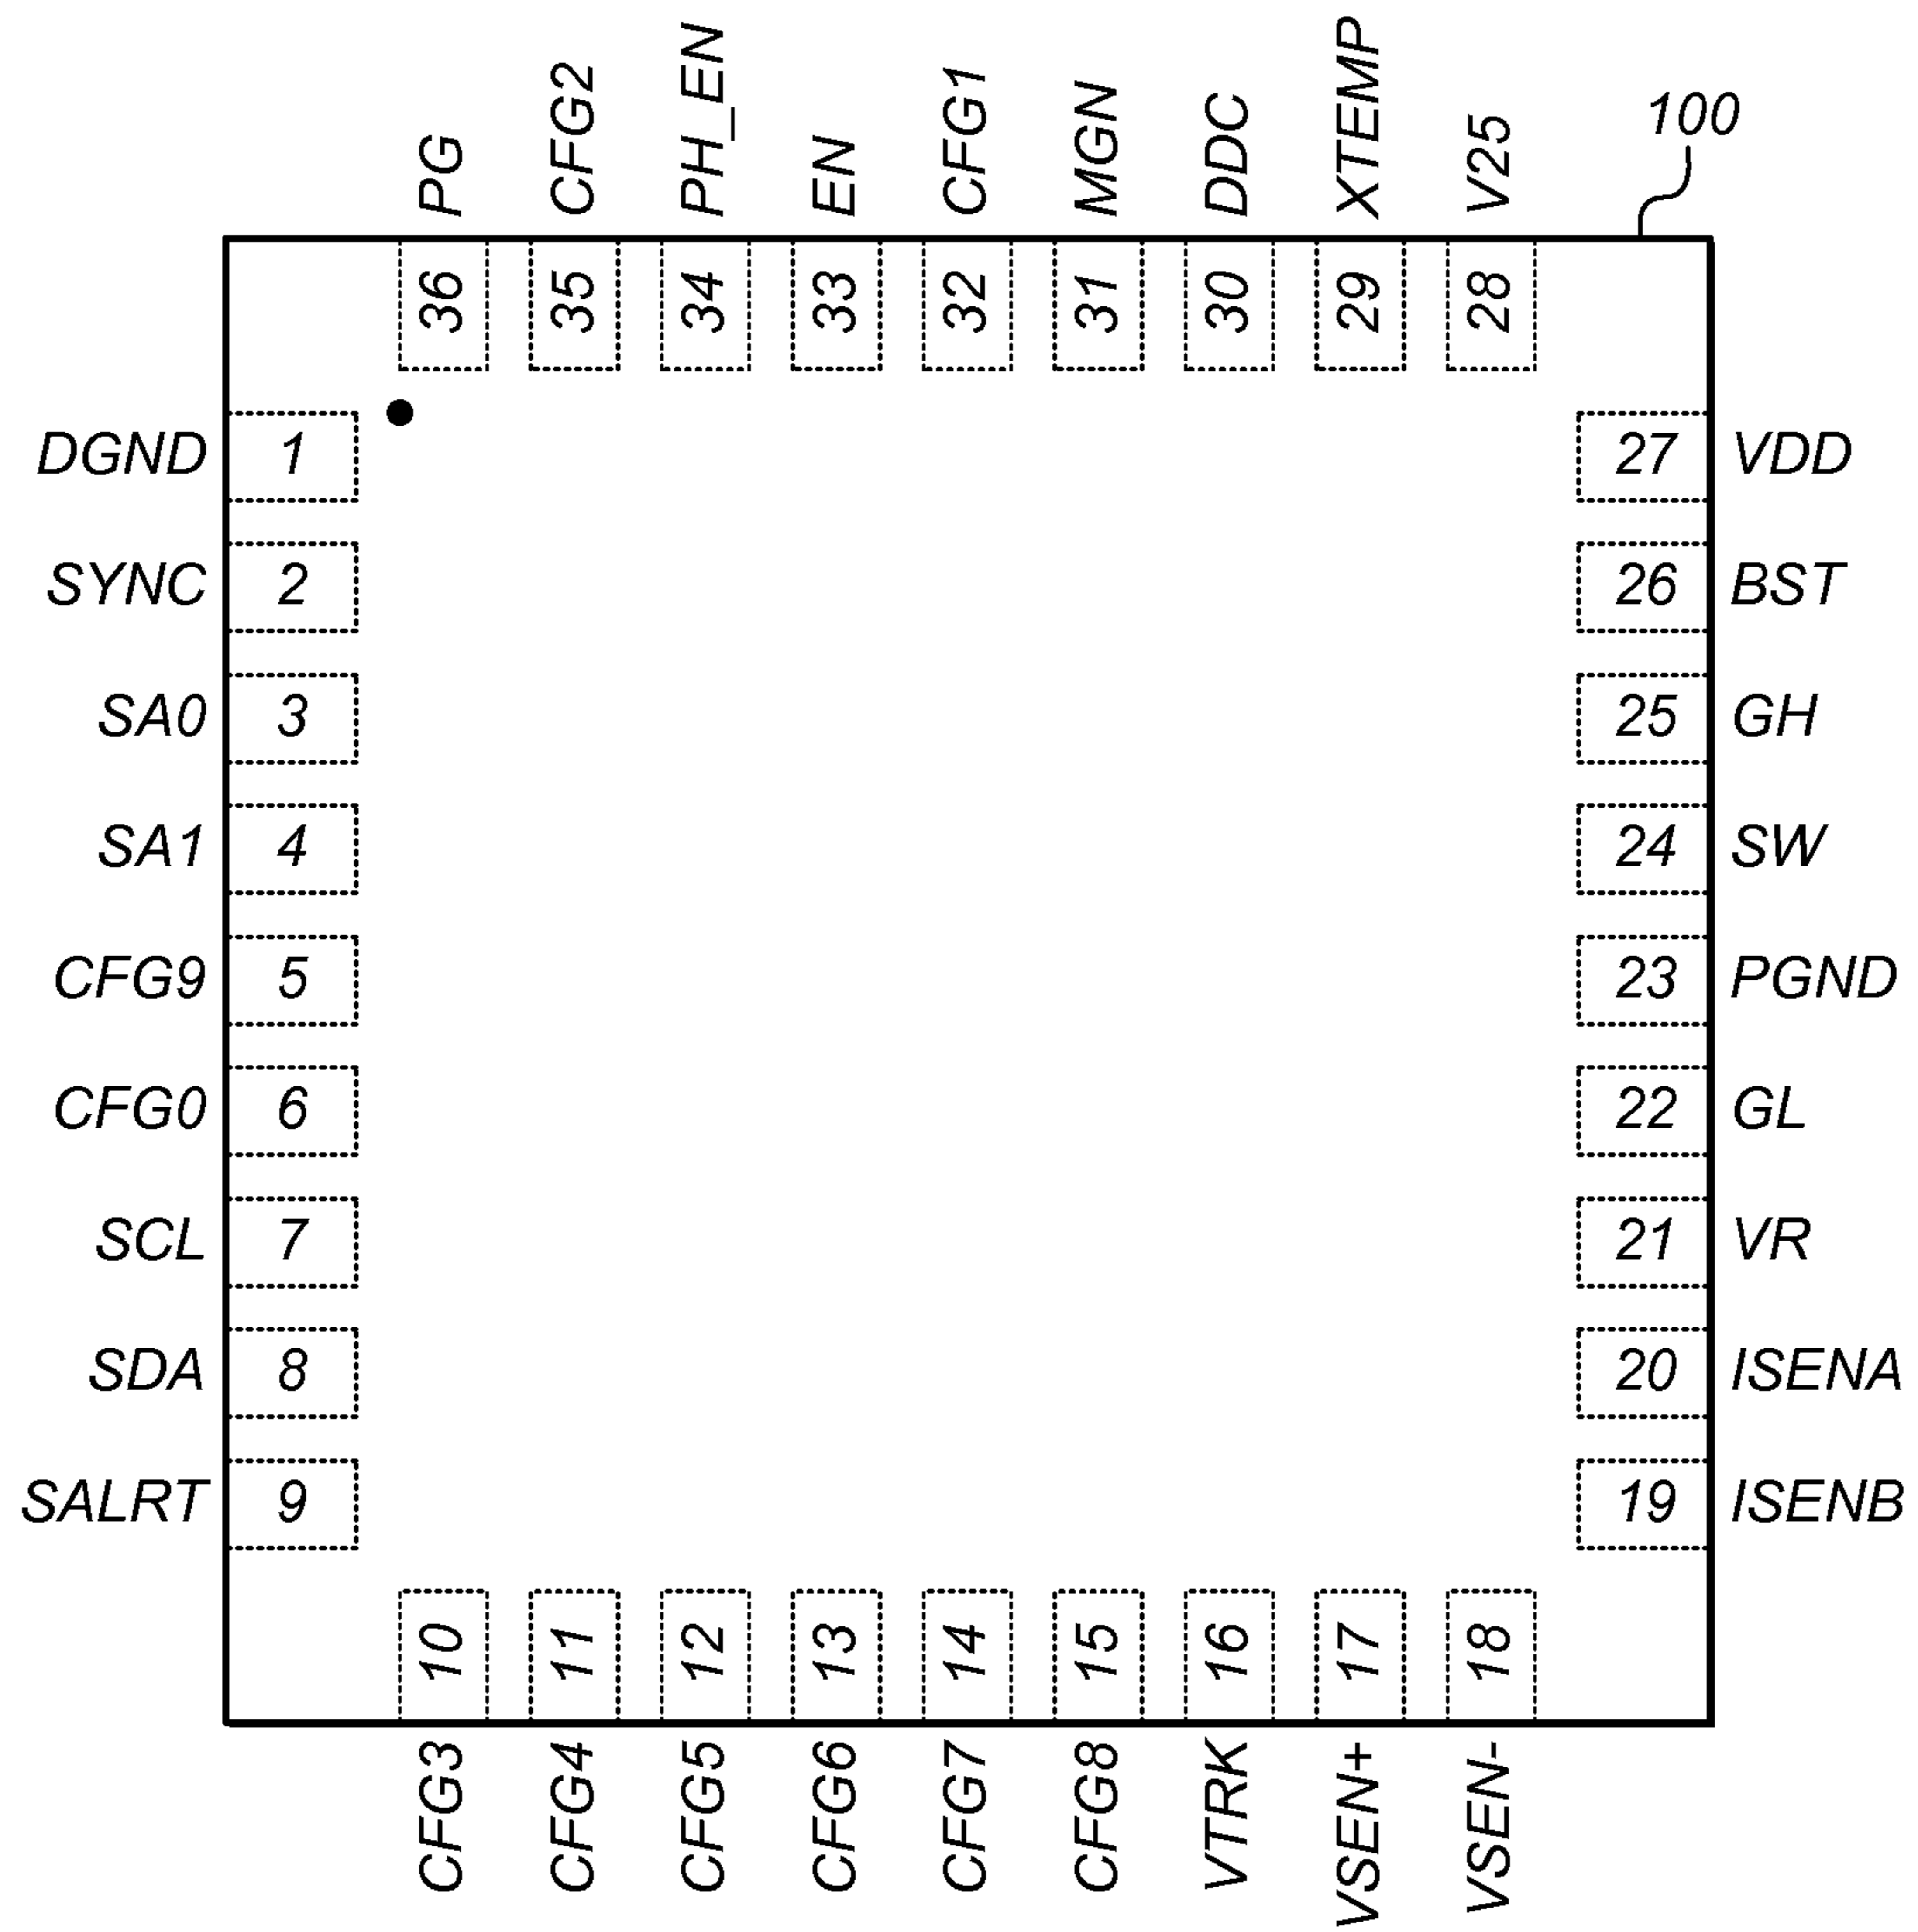 PG
CFG2
PH_EN
EN
CFG1
MGN
DDC
XTEMP
V25
100
36
35
34
33
32
31
30
29
28
DGND 1
27 VDD
SYNC 2
26 BST
SA0 3
25 GH
SA1 4
24 SW
CFG9 5
23 PGND
CFG0 6
22 GL
SCL 7
21 VR
SDA 8
20 ISENA
SALRT 9
19 ISENB
10
11
12
13
14
15
16
17
18
CFG3
CFG4
CFG5
CFG6
CFG7
CFG8
VTRK
VSEN+
VSEN-